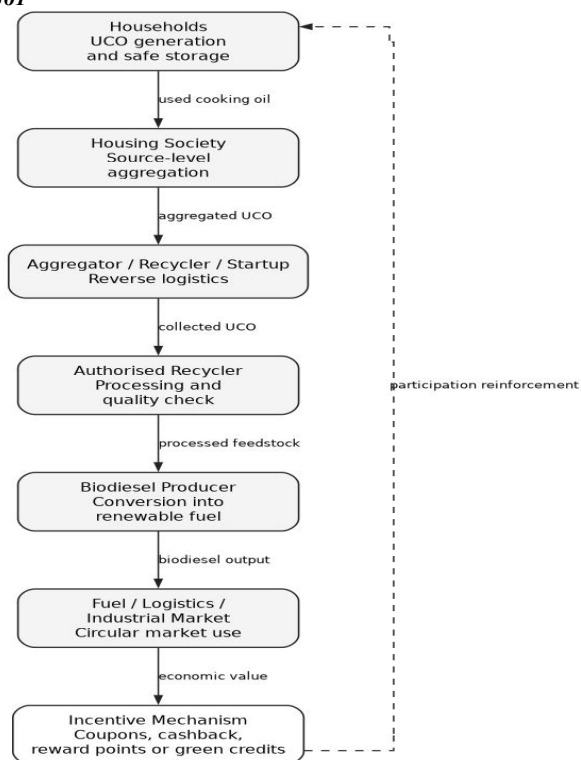 Households
UCO generation
and safe storage
used cooking oil
Housing Society
Source-level
aggregation
aggregated UCO
Aggregator / Recycler / Startup
Reverse logistics
collected UCO
Authorised Recycler
Processing and
quality check
participation reinforcement
processed feedstock
Biodiesel Producer
Conversion into
renewable fuel
biodiesel output
Fuel / Logistics /
Industrial Market
Circular market use
economic value
Incentive Mechanism
Coupons, cashback,
reward points or green credits